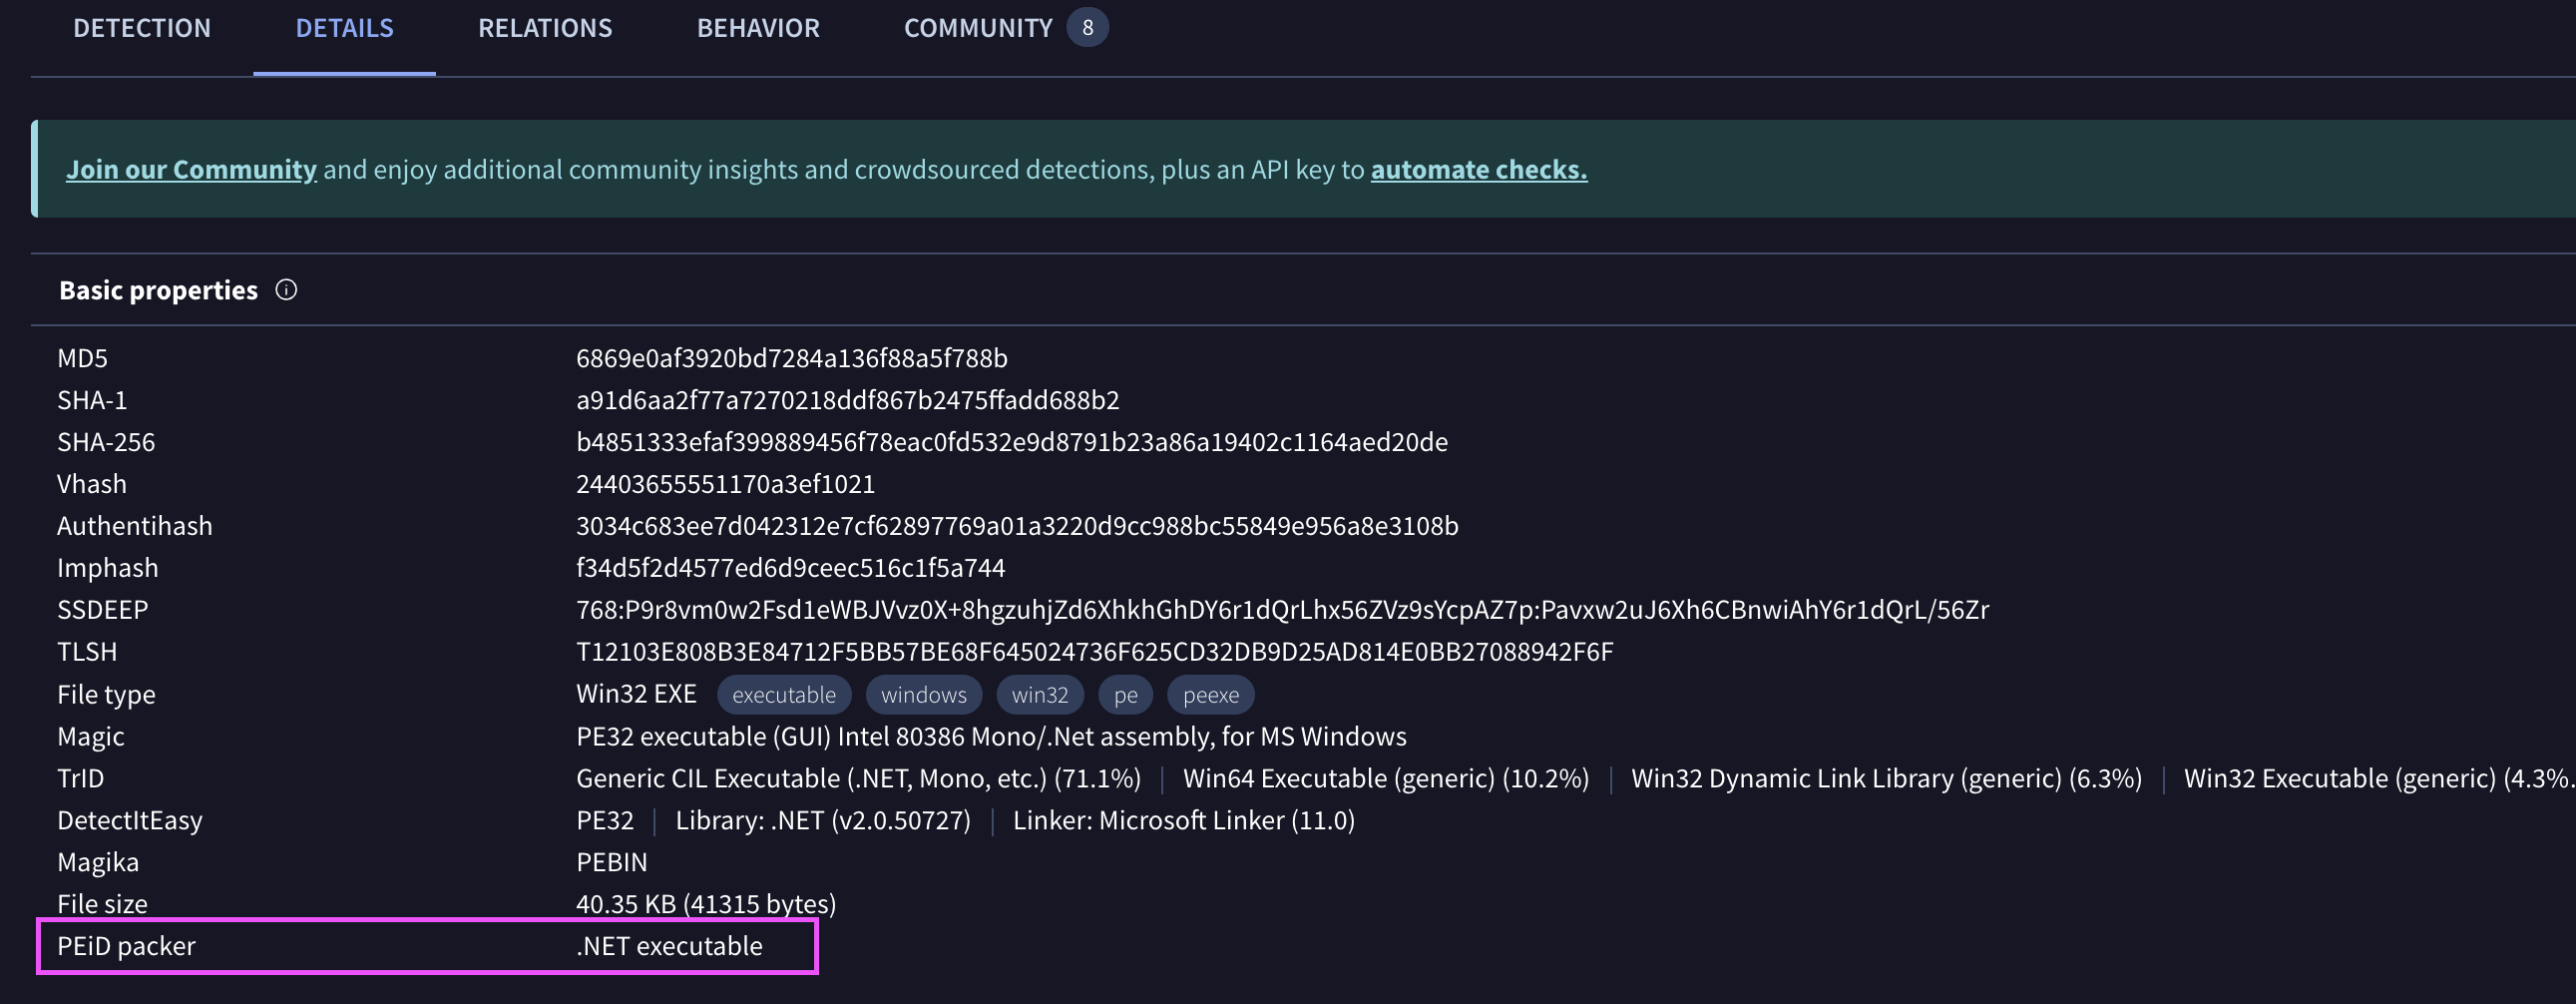 DETECTION DETAILS RELATIONS BEHAVIOR COMMUNITY 8
Join our Community and enjoy additional community insights and crowdsourced detections, plus an API key to automate checks.
Basic properties
MD5 6869e0af3920bd7284a136f88a5f788b
SHA-1 a91d6aa2f77a7270218ddf867b2475ffadd688b2
SHA-256 b4851333efaf399889456f78eac0fd532e9d8791b23a86a19402c1164aed20de
Vhash 24403655551170a3ef1021
Authentihash 3034c683ee7d042312e7cf62897769a01a3220d9cc988bc55849e956a8e3108b
Imphash f34d5f2d4577ed6d9ceec516c1f5a744
SSDEEP 768:P9r8vm0w2Fsd1eWBJVvz0X+8hgzuhjZd6XhkhGhDY6r1dQrLhx56ZVz9sYcpAZ7p:Pavxw2uJ6Xh6CBnwiAhY6r1dQrL/56Zr
TLSH T12103E808B3E84712F5BB57BE68F645024736F625CD32DB9D25AD814E0BB27088942F6F
File type Win32 EXE executable windows win32 pe peexe
Magic PE32 executable (GUI) Intel 80386 Mono/.Net assembly, for MS Windows
TrID Generic CIL Executable (.NET, Mono, etc.) (71.1%) | Win64 Executable (generic) (10.2%) | Win32 Dynamic Link Library (generic) (6.3%) | Win32 Executable (generic) (4.3%.
DetectItEasy PE32 | Library: .NET (v2.0.50727) | Linker: Microsoft Linker (11.0)
Magika PEBIN
File size 40.35 KB (41315 bytes)
PEiD packer .NET executable